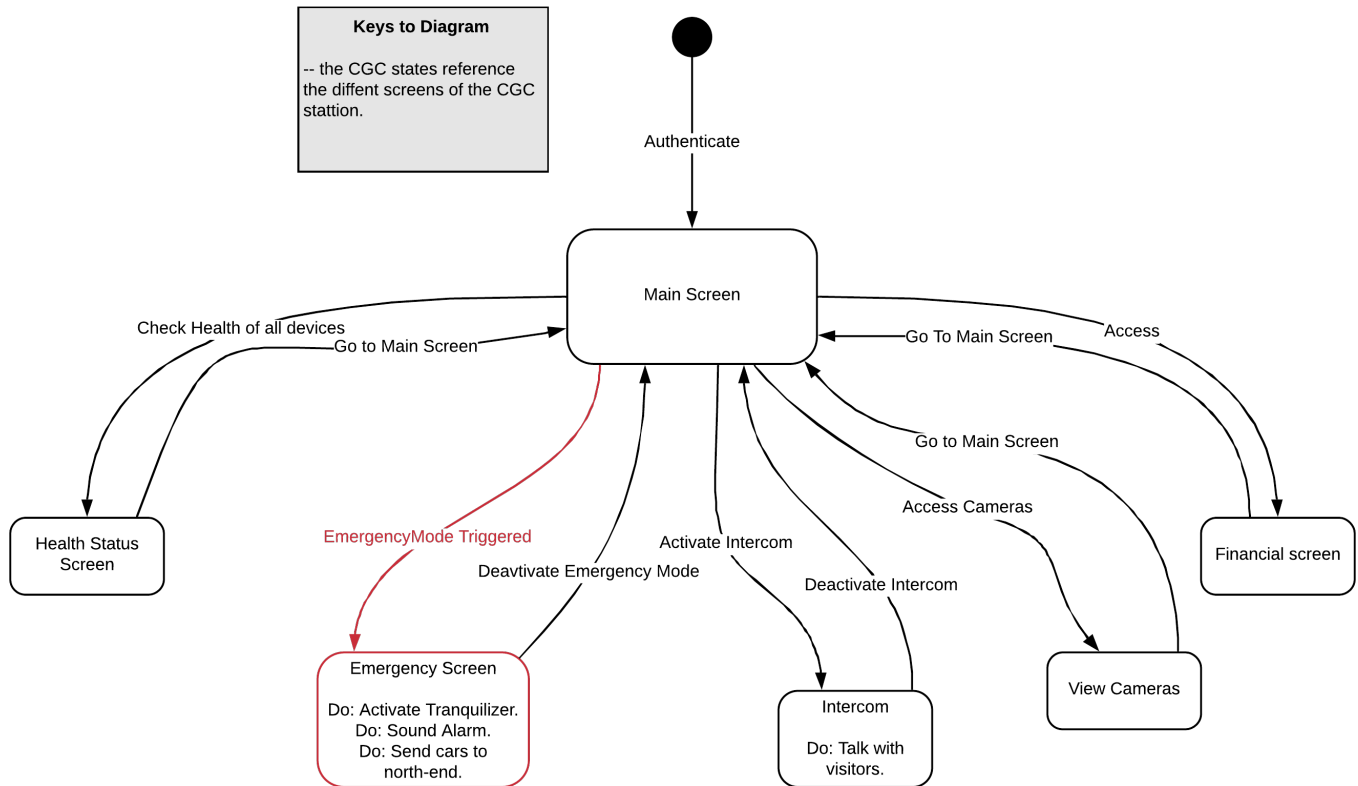 Keys to Diagram
-- the CGC states reference
the diffent screens of the CGC
stattion.
Authenticate
Main Screen
Check Health of all devices
Go to Main Screen
Go To Main Screen
Access
Go to Main Screen
Access Cameras
EmergencyMode Triggered
Deavtivate Emergency Mode
Activate Intercom
Deactivate Intercom
Health Status
Screen
Financial screen
Emergency Screen
Do: Activate Tranquilizer.
Do: Sound Alarm.
Do: Send cars to
north-end.
Intercom
Do: Talk with
visitors.
View Cameras